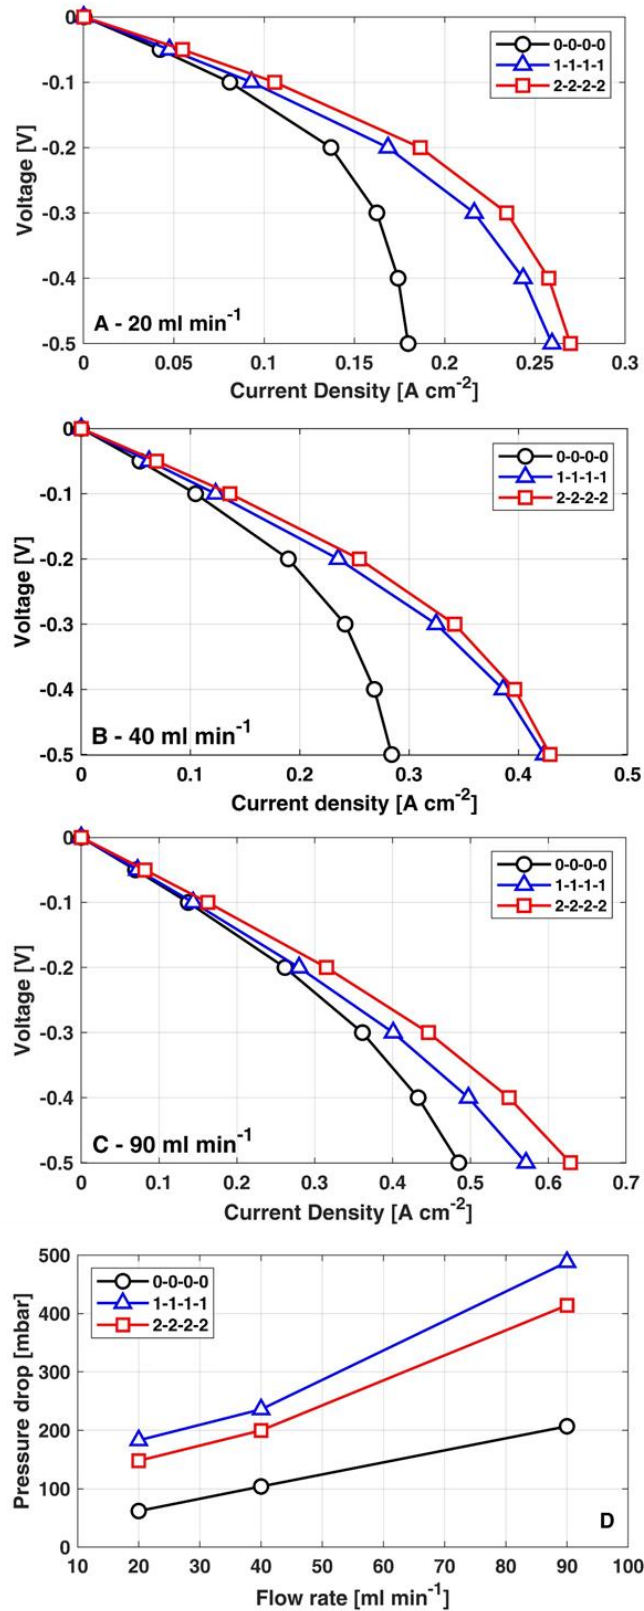 0
-0.1
-0.2
-0.3
-0.4
-0.5
Voltage [V]
0-0-0-0
1-1-1-1
2-2-2-2
A - 20 ml min-1
0 0.05 0.1 0.15 0.2 0.25 0.3
Current Density [A cm-2]
0
-0.1
-0.2
-0.3
-0.4
-0.5
Voltage [V]
0-0-0-0
1-1-1-1
2-2-2-2
B - 40 ml min-1
0 0.1 0.2 0.3 0.4 0.5
Current density [A cm-2]
0
-0.1
-0.2
-0.3
-0.4
-0.5
Voltage [V]
0-0-0-0
1-1-1-1
2-2-2-2
C - 90 ml min-1
0 0.1 0.2 0.3 0.4 0.5 0.6 0.7
Current Density [A cm-2]
500
400
300
200
100
0
Pressure drop [mbar]
0-0-0-0
1-1-1-1
2-2-2-2
D
10 20 30 40 50 60 70 80 90 100
Flow rate [ml min-1]